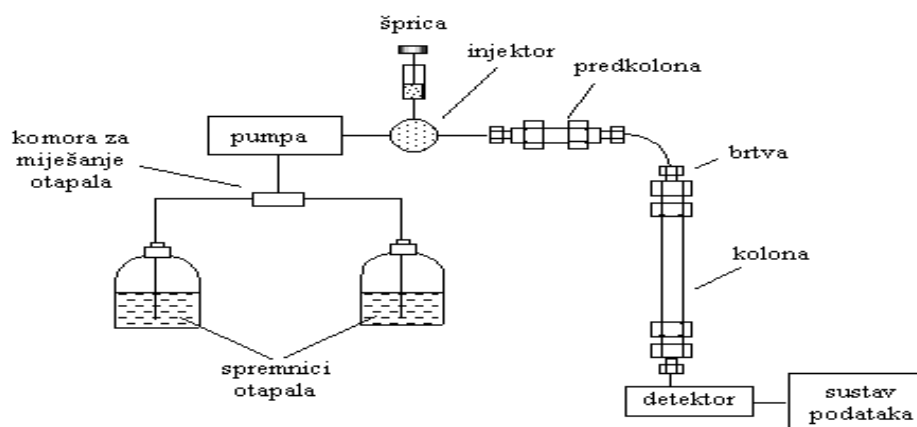 šprica
injektor
predkolona
komora za
miješanje
otapala
pumpa
brtva
kolona
spremnici
otapala
detektor
sustav
podataka